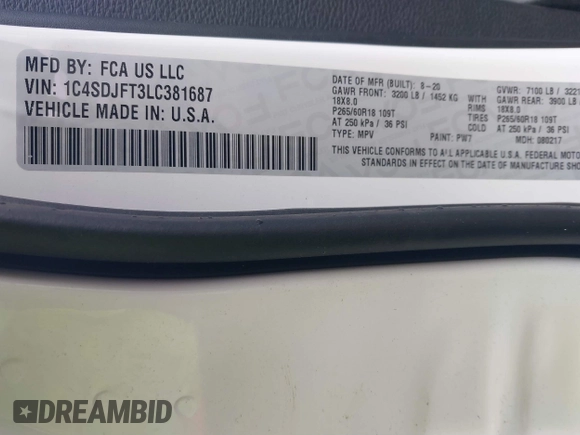 MFD BY: FCA US LLC
VIN: 1C4SDJFT3LC381687
VEHICLE MADE IN: U.S.A.
DATE OF MFR (BUILT): 8-20 GVWR: 7100 LB / 3221
GAWR FRONT: 3200 LB / 1452 KG GAWR REAR: 3900 LB
18X8.0 RIMS 18X8.0
P265/60R18 109T TIRES P265/60R18 109T
AT 250 kPa / 36 PSI COLD AT 250 kPa / 36 PSI
TYPE: MPV PAINT: PW7 MDH: 080217
THIS VEHICLE CONFORMS TO ALL APPLICABLE U.S.A. FEDERAL MOTOR
STANDARDS IN EFFECT ON THE DATE OF MANUFACTURE SHO
DREAMBID